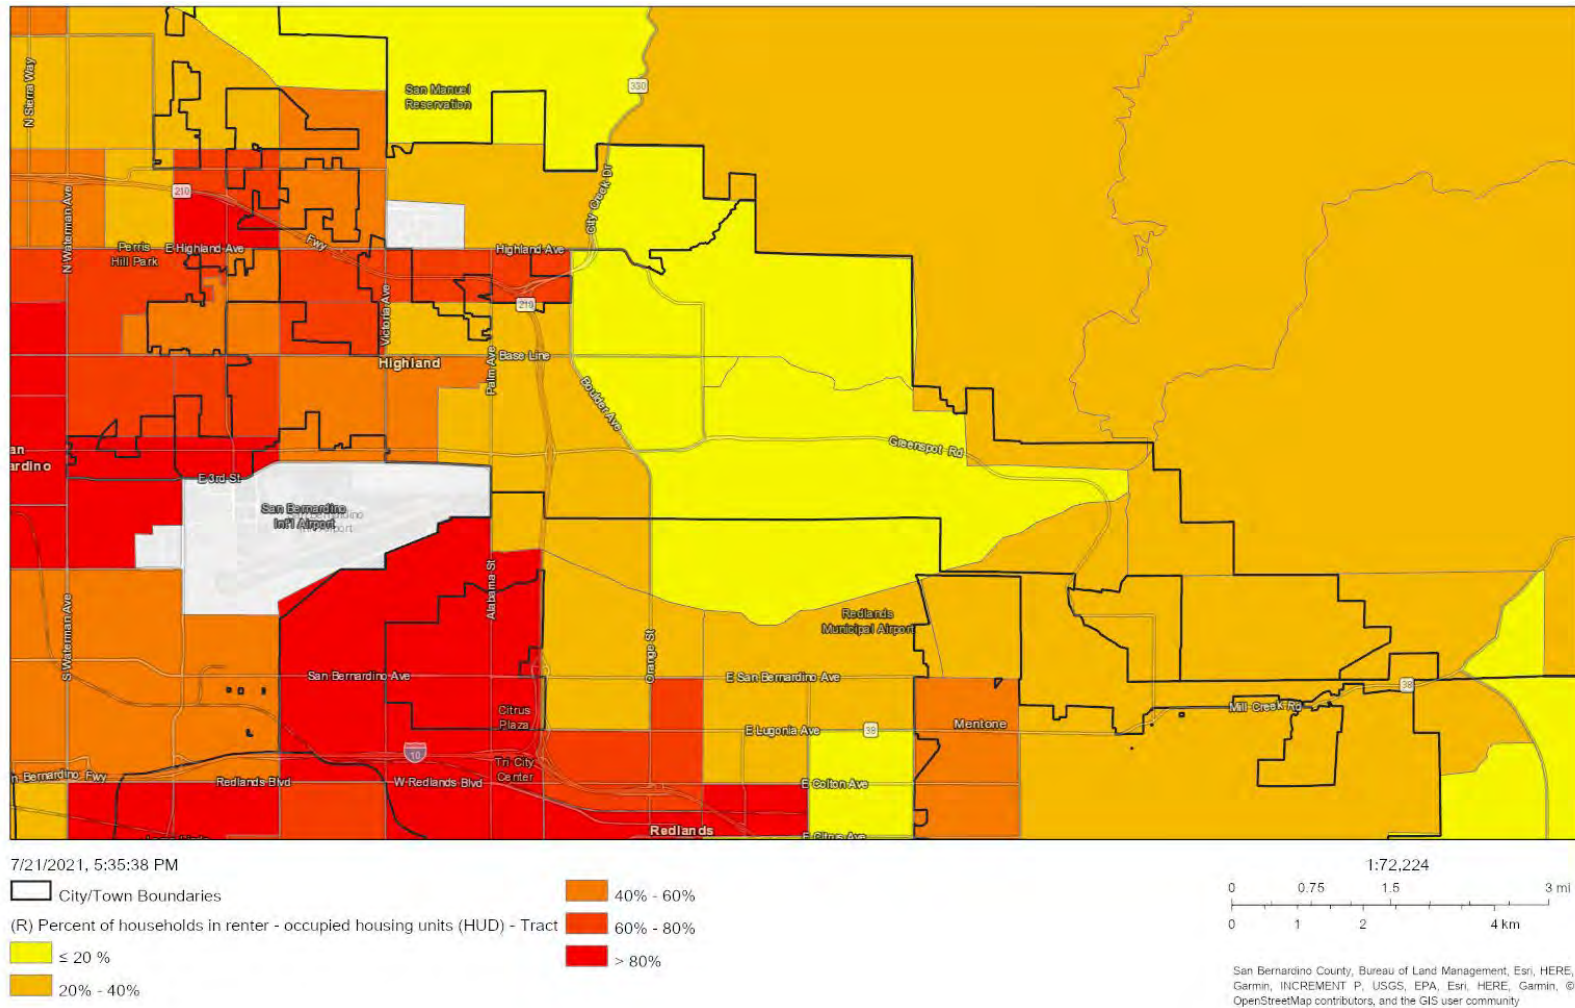 N Sierra Way
San Manuel
Reservation
330
210
N Waterman Ave
Perris
Hill Park
E Highland Ave
Fwy
City Creek Dr
Highland Ave
210
Victoria Ave
Highland
Palm Ave
Base Line
Boulder Ave
Greenspot Rd
an
ardino
E 3rd St
San Bernardino
Int'l Airport
Alabama St
Orange St
Redlands
Municipal Airport
S Waterman Ave
San Bernardino Ave
E San Bernardino Ave
Citrus
Plaza
E Lugonia Ave
38
Mentone
Mill Creek Rd
38
10
Tri City
Center
n Bernardino Fwy
Redlands Blvd
W Redlands Blvd
E Colton Ave
Redlands
E Citrus Ave
7/21/2021, 5:35:38 PM
City/Town Boundaries
(R) Percent of households in renter - occupied housing units (HUD) - Tract
≤ 20 %
20% - 40%
40% - 60%
60% - 80%
> 80%
1:72,224
0 0.75 1.5 3 mi
0 1 2 4 km
San Bernardino County, Bureau of Land Management, Esri, HERE,
Garmin, INCREMENT P, USGS, EPA, Esri, HERE, Garmin, ©
OpenStreetMap contributors, and the GIS user community